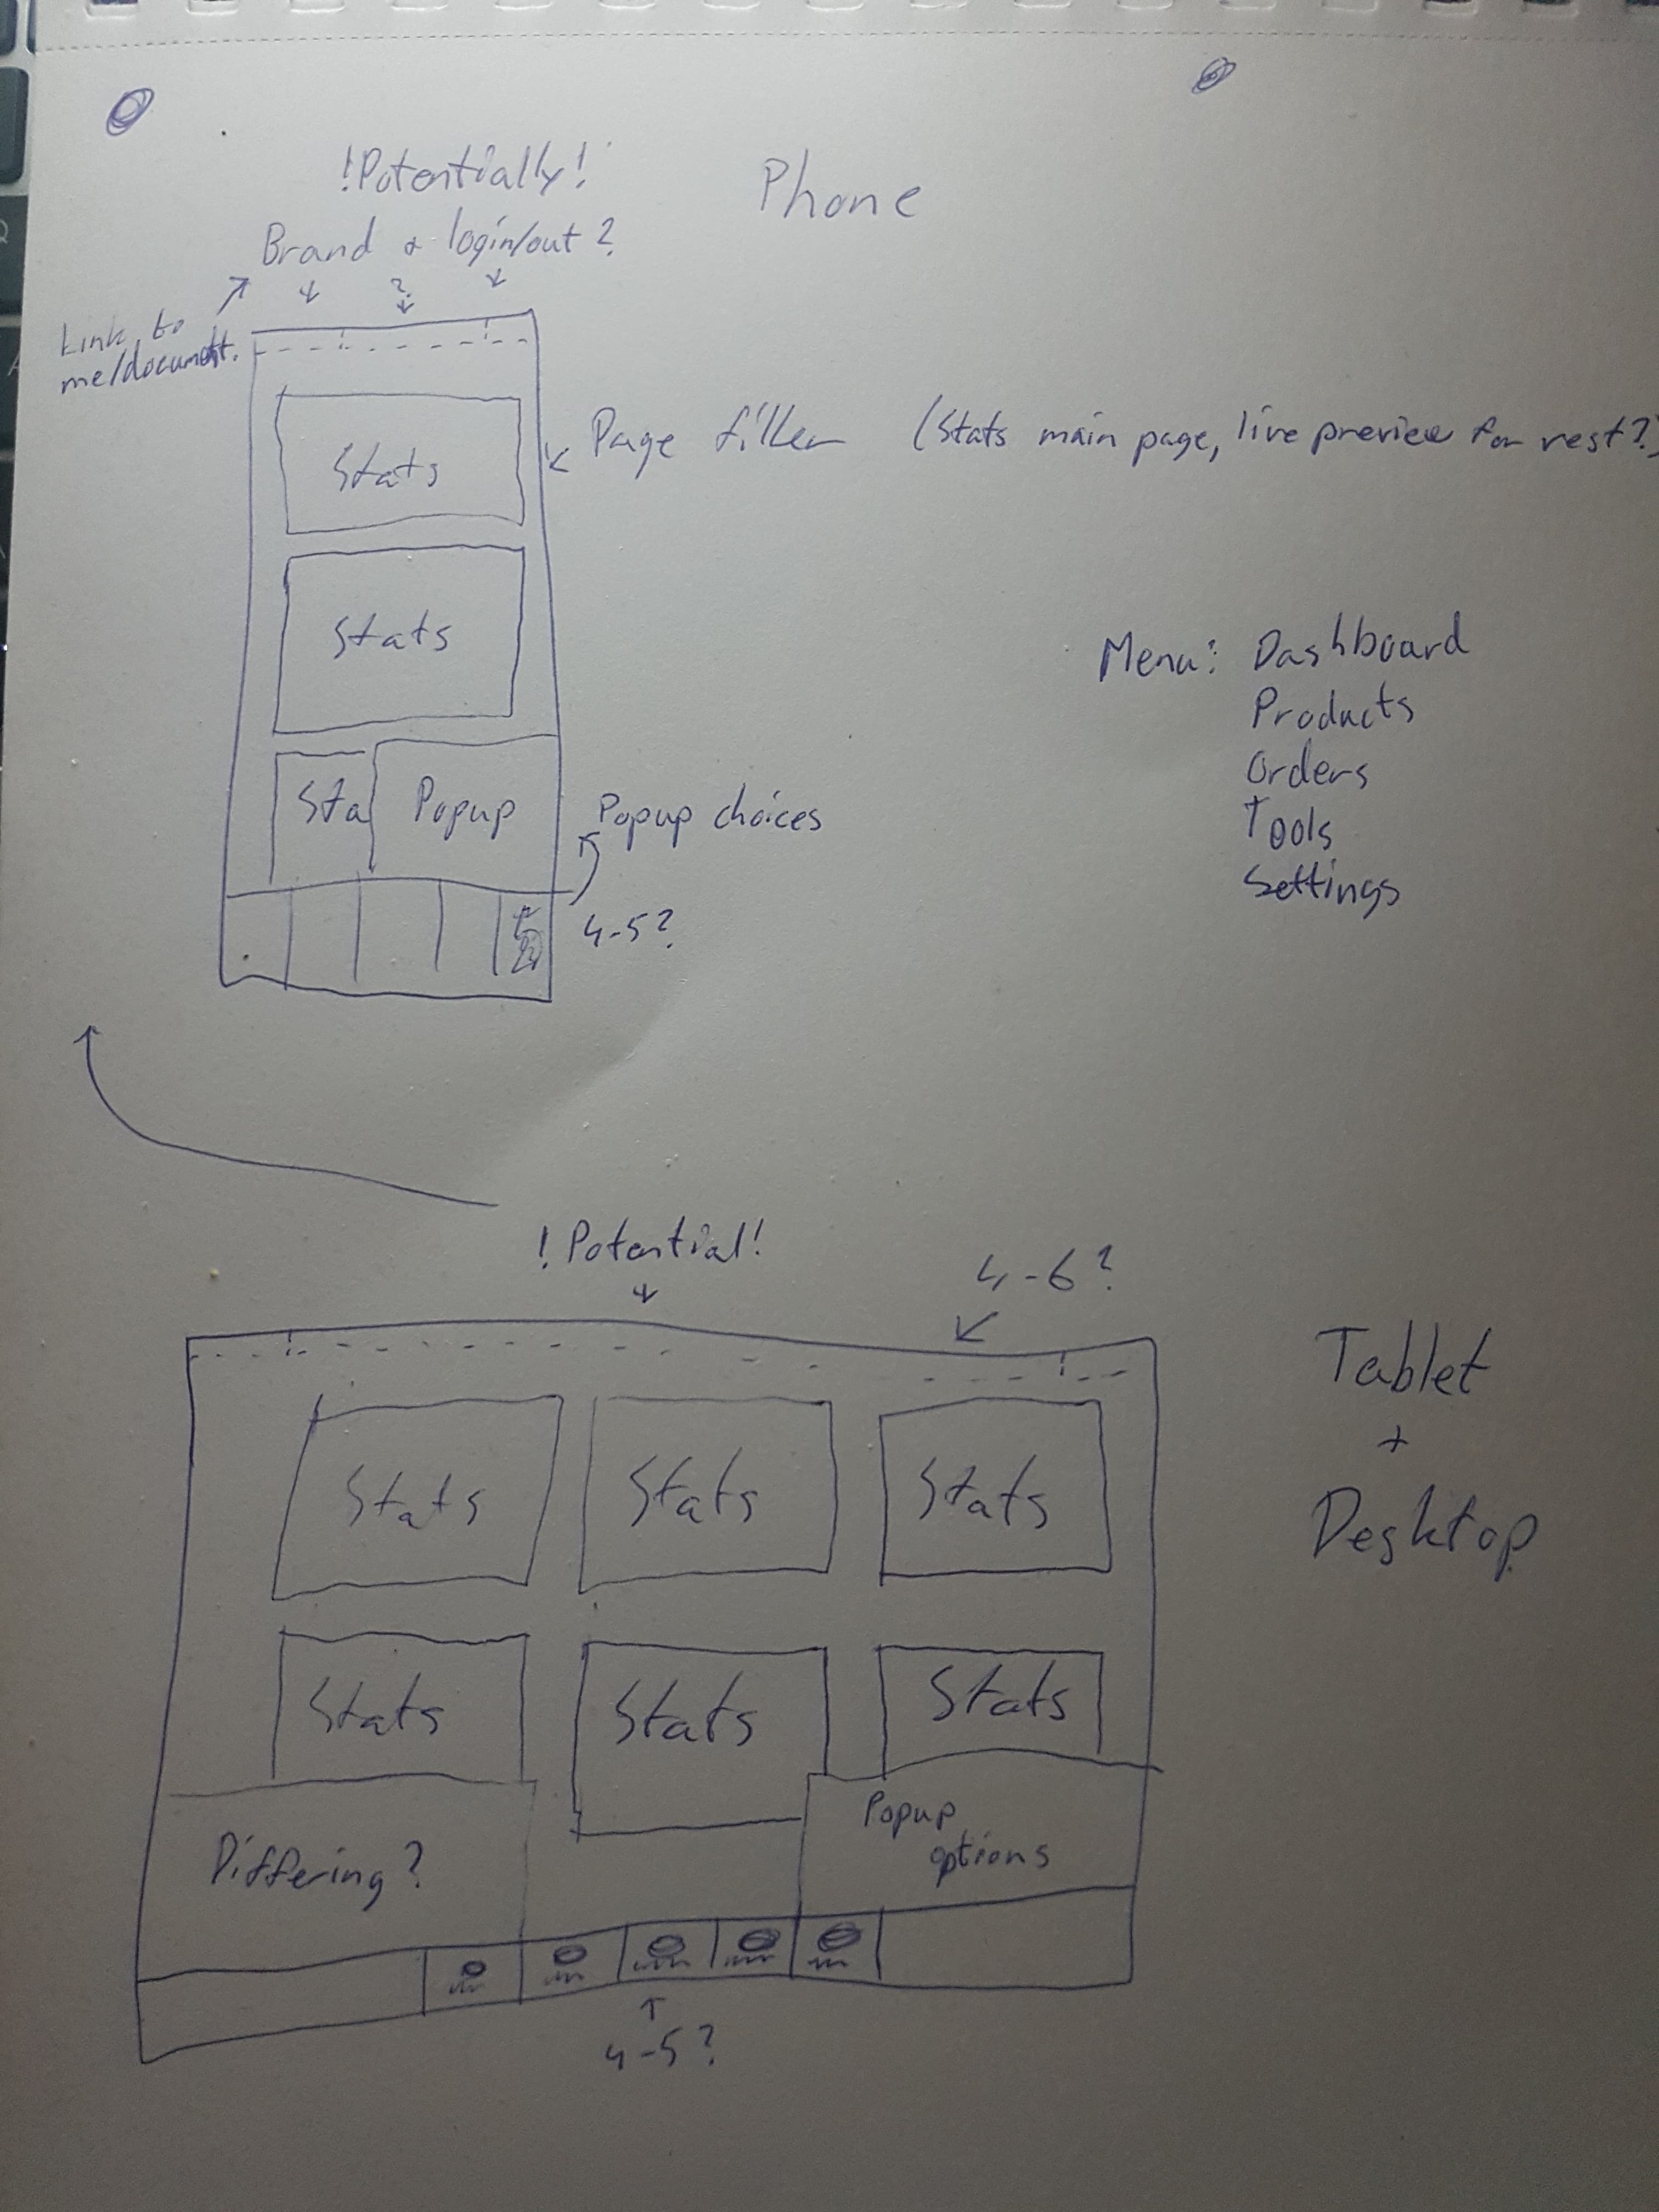 !Potentially!
Phone
Brand + login/out ?
?
Link to
me/document.
Stats
Page filler (Stats main page, live preview for rest?)
Stats
Menu: Dashboard
Products
Orders
Tools
Settings
Sta
Popup
Popup choices
4-5?
! Potential!
4-6?
Tablet
+
Desktop
Stats
Stats
Stats
Stats
Stats
Stats
Differing?
Popup
options
4-5?